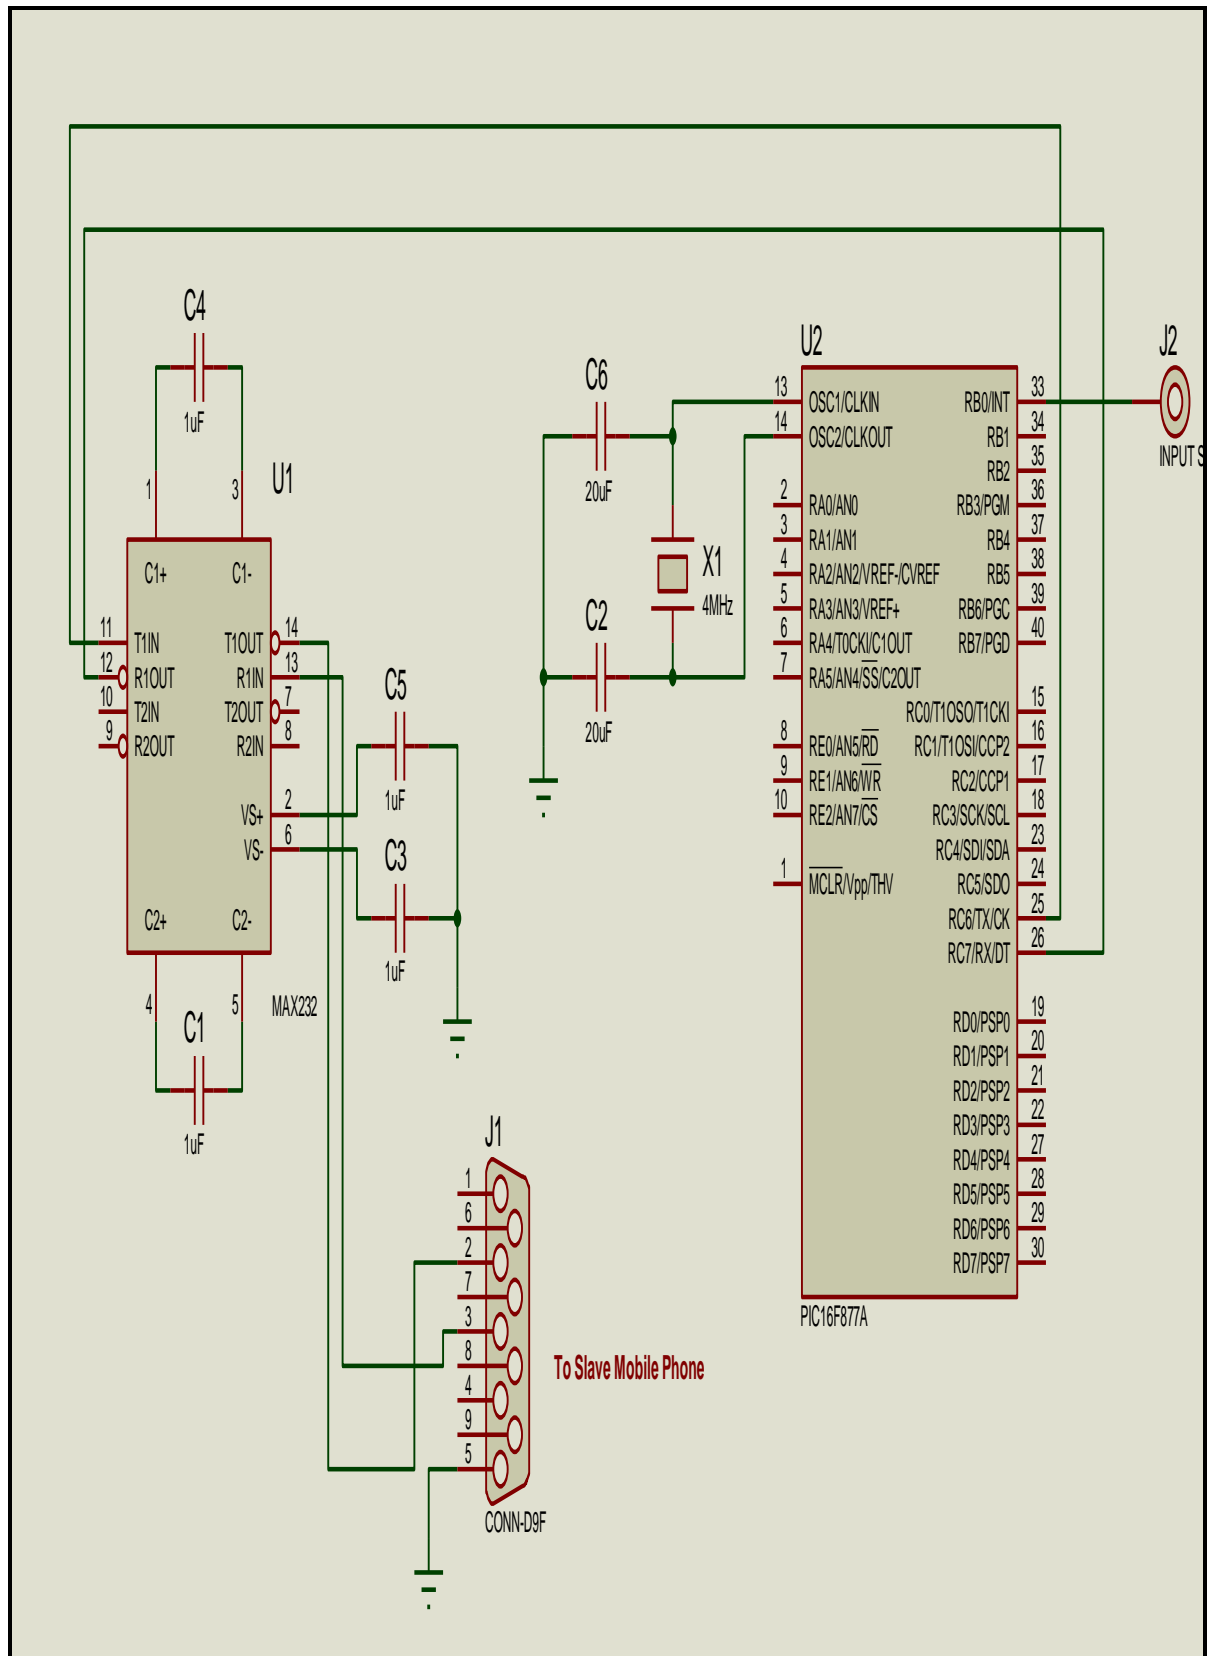 C4
1uF
1
3
U1
C1+
C1-
11
T1IN
T1OUT
14
12
R1OUT
R1IN
13
10
T2IN
T2OUT
7
9
R2OUT
R2IN
8
VS+
2
VS-
6
C2+
C2-
4
5
MAX232
C1
1uF
C5
1uF
C3
1uF
C6
20uF
C2
20uF
X1
4MHz
U2
13
OSC1/CLKIN
14
OSC2/CLKOUT
2
RA0/AN0
3
RA1/AN1
4
RA2/AN2/VREF-/CVREF
5
RA3/AN3/VREF+
6
RA4/T0CKI/C1OUT
7
RA5/AN4/SS/C2OUT
8
RE0/AN5/RD
9
RE1/AN6/WR
10
RE2/AN7/CS
1
MCLR/Vpp/THV
RB0/INT
33
RB1
34
RB2
35
RB3/PGM
36
RB4
37
RB5
38
RB6/PGC
39
RB7/PGD
40
RC0/T1OSO/T1CKI
15
RC1/T1OSI/CCP2
16
RC2/CCP1
17
RC3/SCK/SCL
18
RC4/SDI/SDA
23
RC5/SDO
24
RC6/TX/CK
25
RC7/RX/DT
26
RD0/PSP0
19
RD1/PSP1
20
RD2/PSP2
21
RD3/PSP3
22
RD4/PSP4
27
RD5/PSP5
28
RD6/PSP6
29
RD7/PSP7
30
PIC16F877A
J2
INPUT S
J1
1
6
2
7
3
8
4
9
5
CONN-D9F
To Slave Mobile Phone